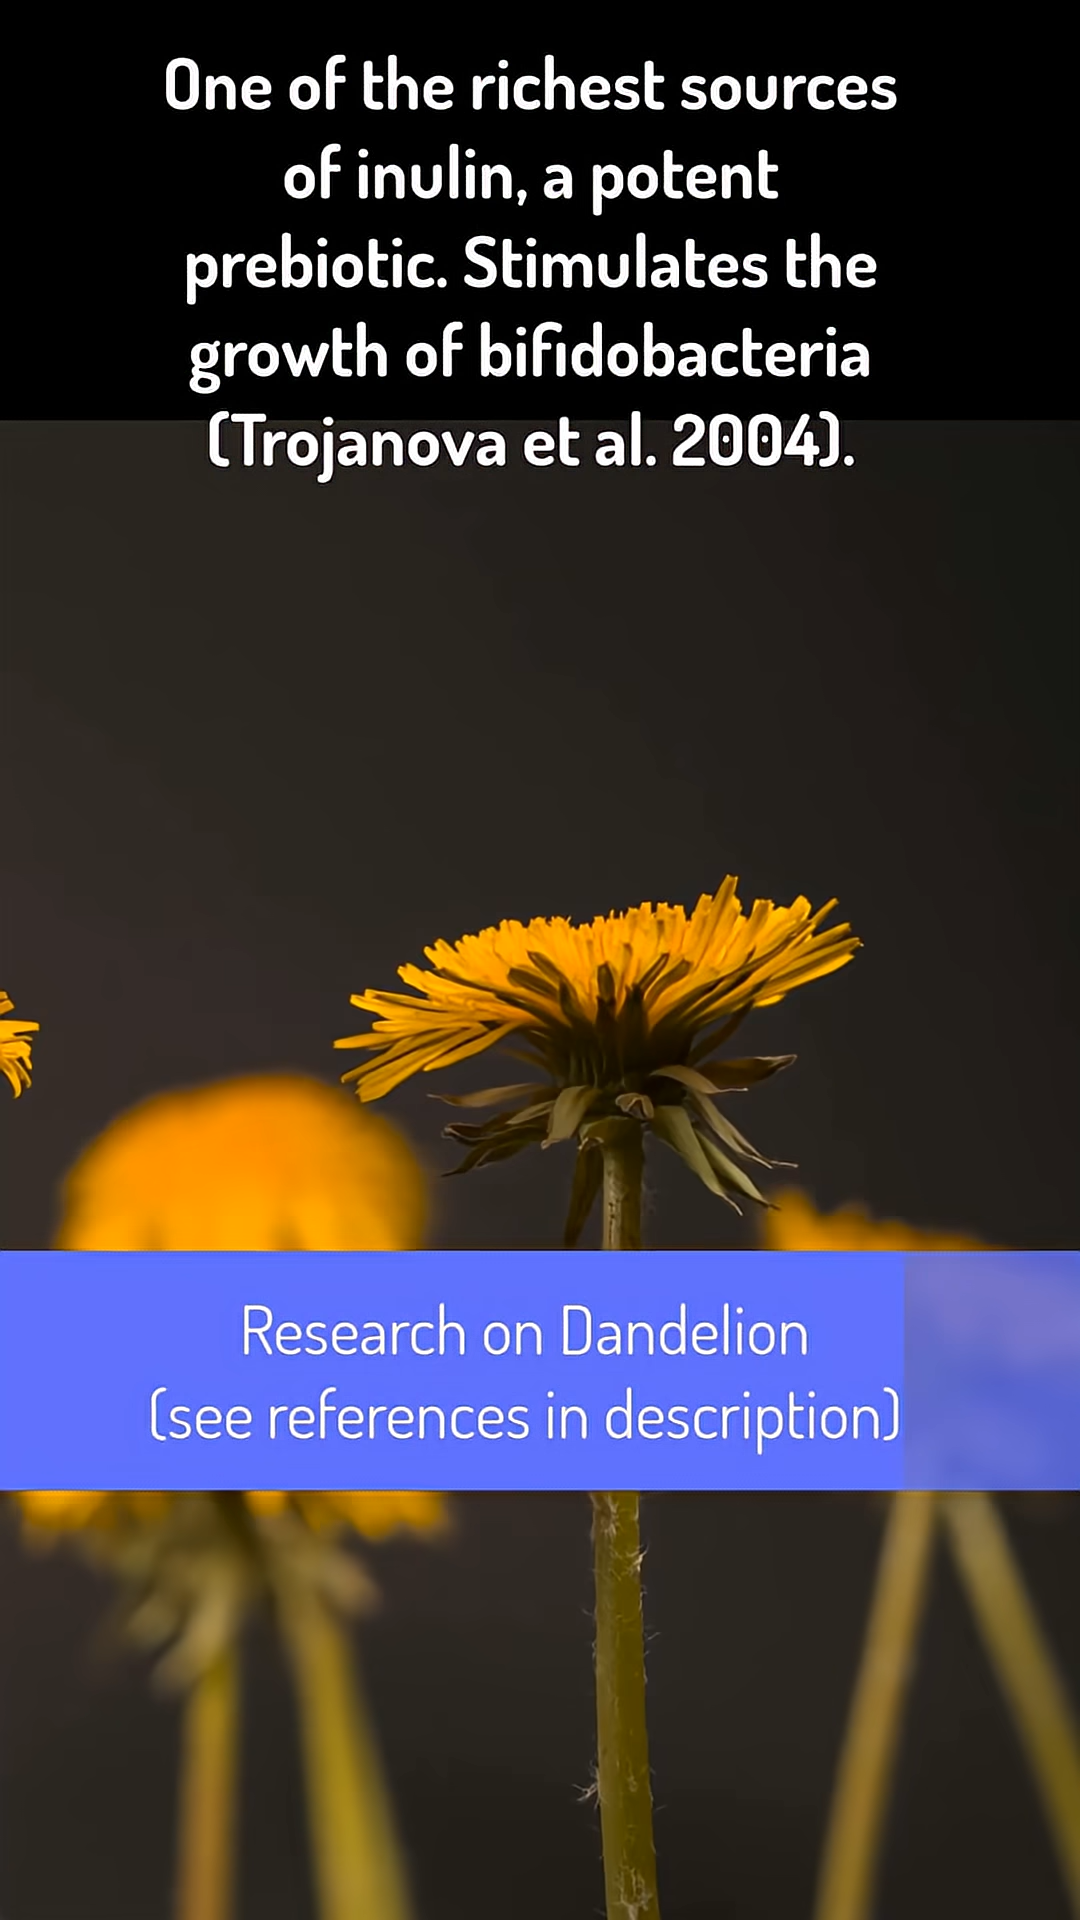 One of the richest sources
of inulin, a potent
prebiotic. Stimulates the
growth of bifidobacteria
(Trojanova et al. 2004).
Research on Dandelion
(see references in description)